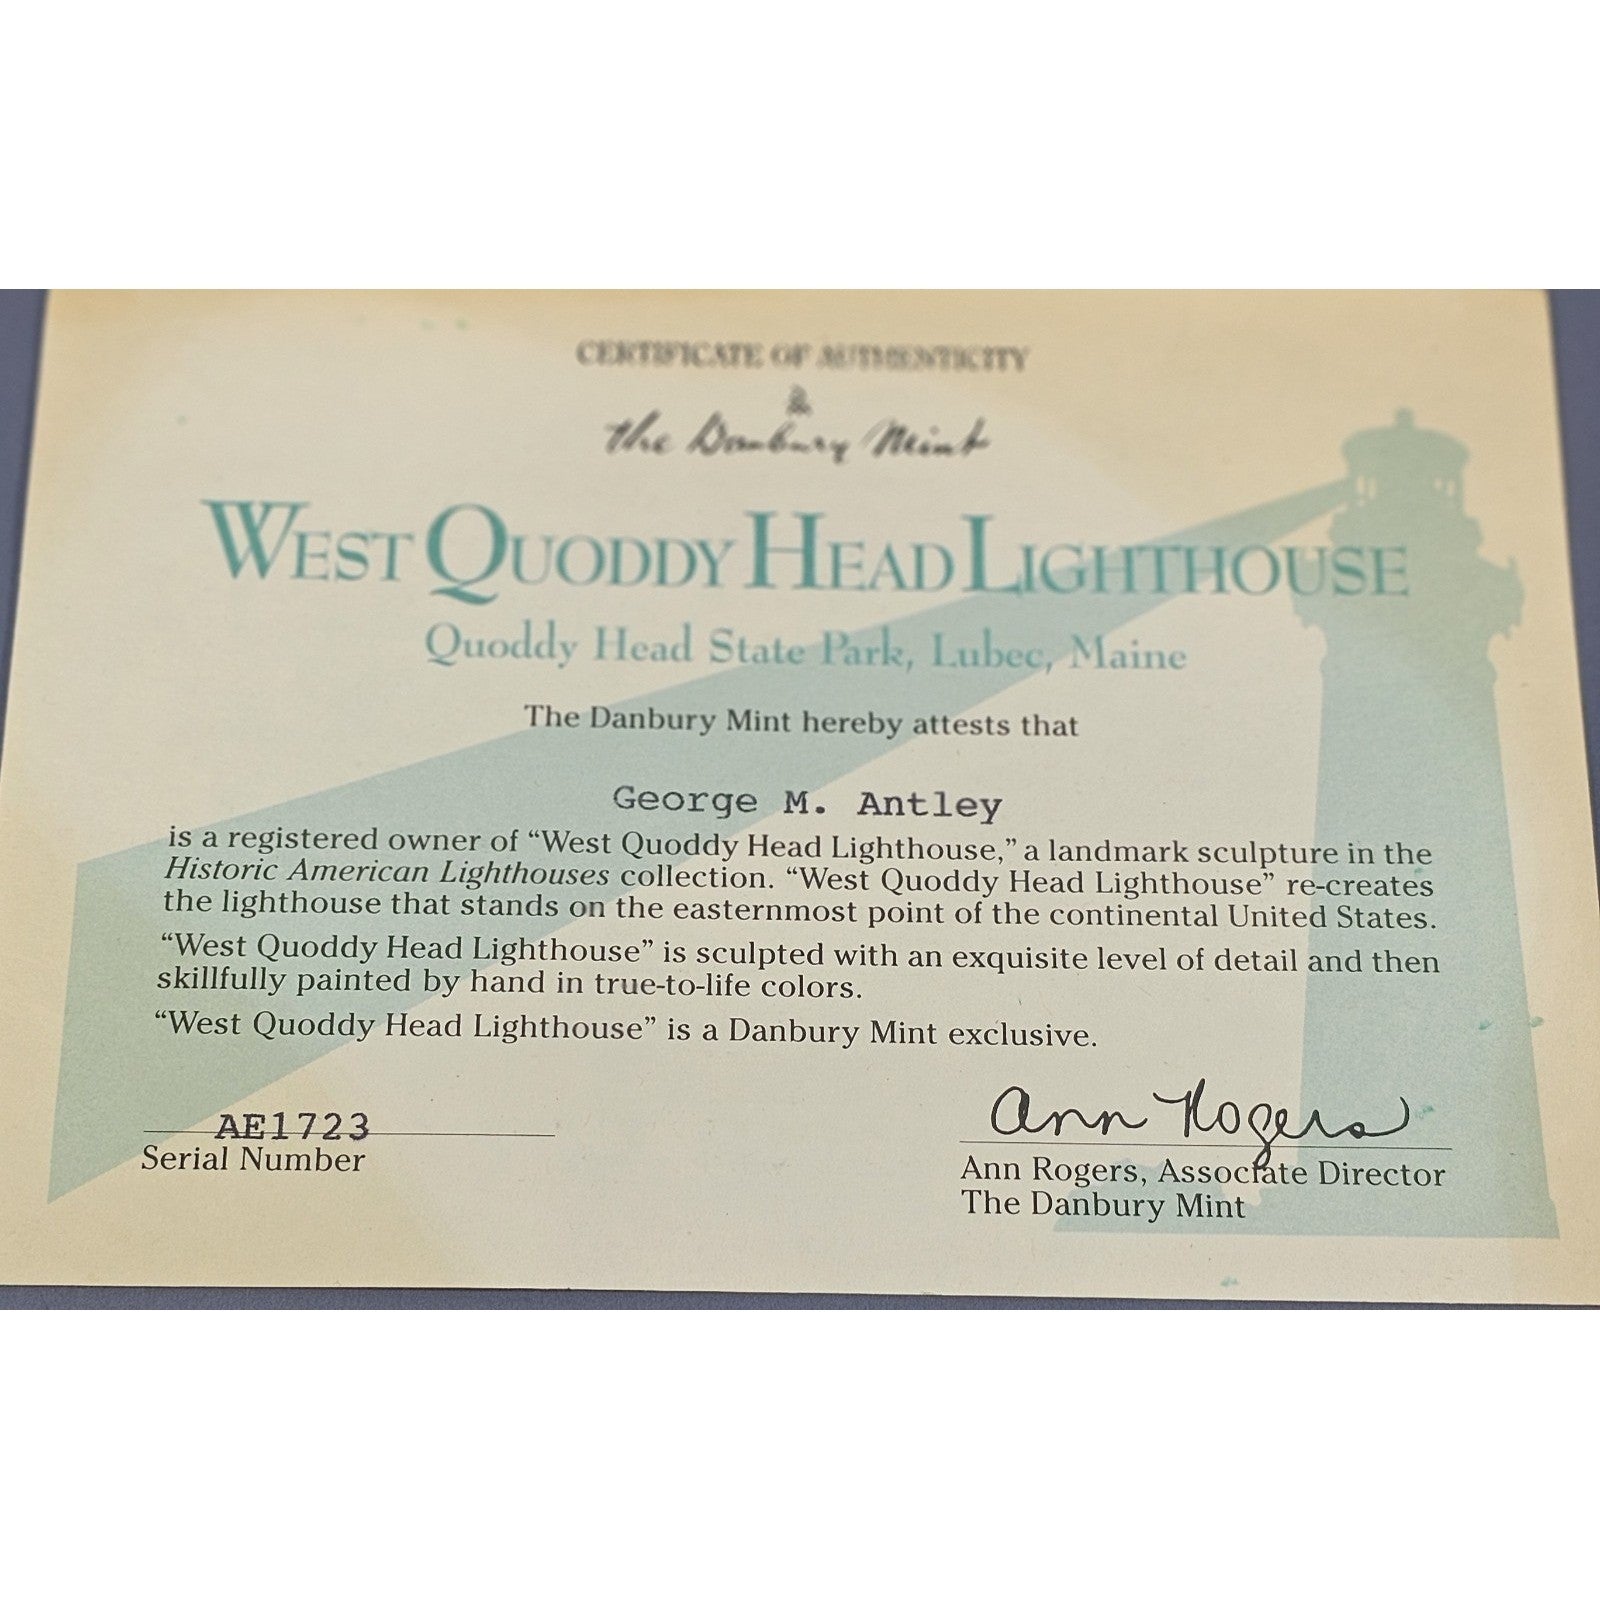 CERTIFICATE OF AUTHENTICITY
the Danbury Mint
WEST QUODDY HEAD LIGHTHOUSE
Quoddy Head State Park, Lubec, Maine
The Danbury Mint hereby attests that
George M. Antley
is a registered owner of “West Quoddy Head Lighthouse,” a landmark sculpture in the
Historic American Lighthouses collection. “West Quoddy Head Lighthouse” re-creates
the lighthouse that stands on the easternmost point of the continental United States.
“West Quoddy Head Lighthouse” is sculpted with an exquisite level of detail and then
skillfully painted by hand in true-to-life colors.
“West Quoddy Head Lighthouse” is a Danbury Mint exclusive.
AE1723
Serial Number
Ann Rogers
Ann Rogers, Associate Director
The Danbury Mint